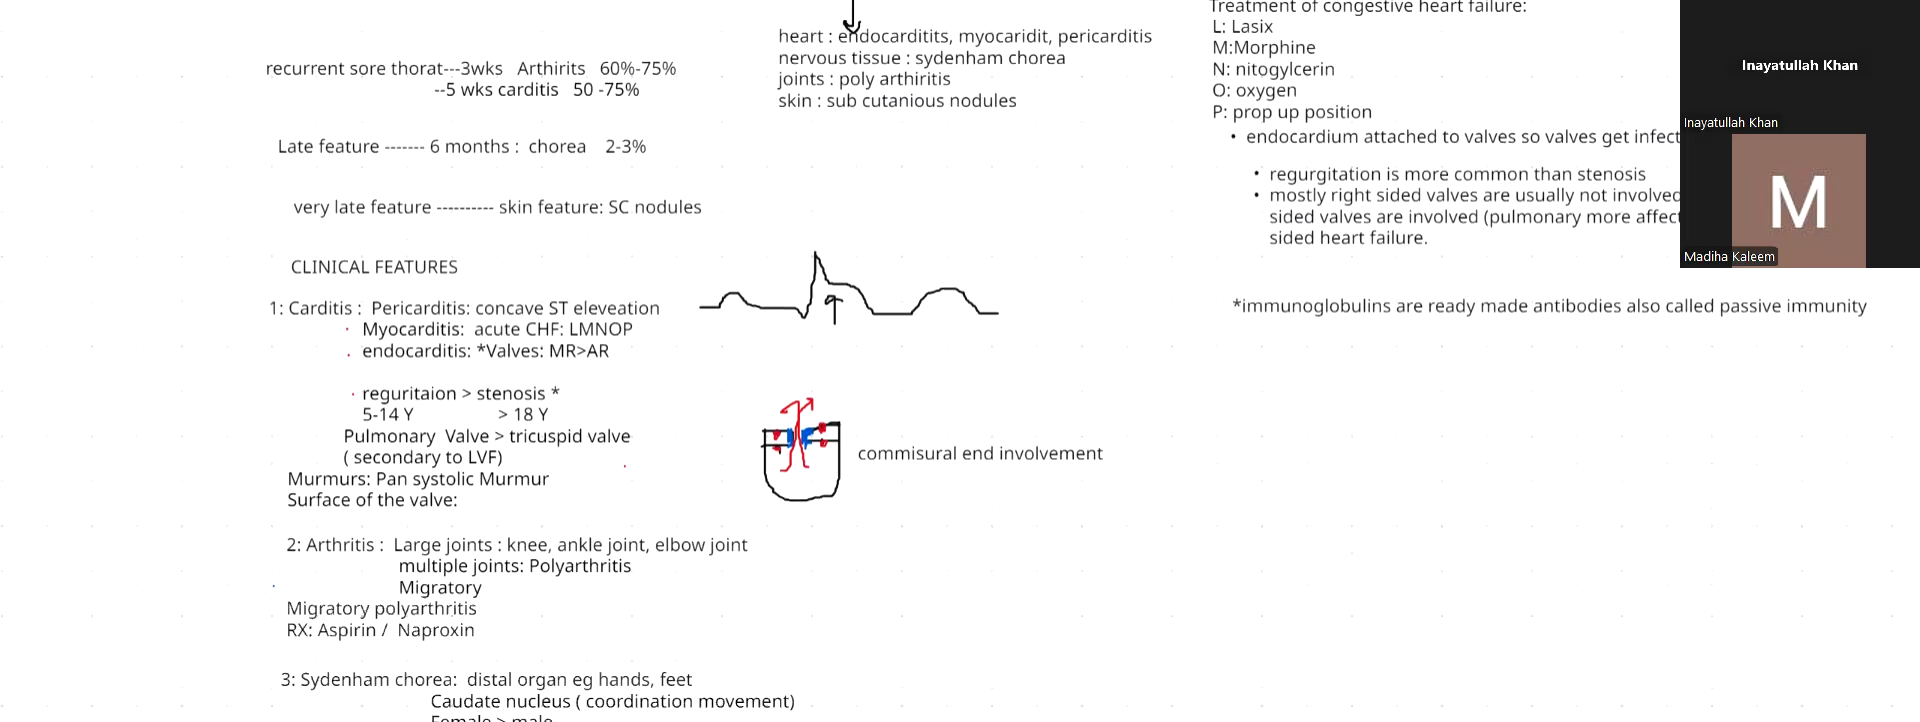 recurrent sore thorat---3wks   Arthirits   60%-75%
--5 wks carditis   50 -75%
Late feature ------- 6 months :  chorea    2-3%
very late feature ---------- skin feature: SC nodules
CLINICAL FEATURES
1: Carditis :  Pericarditis: concave ST eleveation
Myocarditis:  acute CHF: LMNOP
endocarditis: *Valves: MR>AR
reguritaion > stenosis *
5-14 Y                > 18 Y
Pulmonary  Valve > tricuspid valve
( secondary to LVF)
Murmurs: Pan systolic Murmur
Surface of the valve:
2: Arthritis :  Large joints : knee, ankle joint, elbow joint
multiple joints: Polyarthritis
Migratory
Migratory polyarthritis
RX: Aspirin /  Naproxin
3: Sydenham chorea:  distal organ eg hands, feet
Caudate nucleus ( coordination movement)
Female > male
heart : endocarditits, myocaridit, pericarditis
nervous tissue : sydenham chorea
joints : poly arthiritis
skin : sub cutanious nodules
commisural end involvement
Treatment of congestive heart failure:
L: Lasix
M:Morphine
N: nitogylcerin
O: oxygen
P: prop up position
• endocardium attached to valves so valves get infect
• regurgitation is more common than stenosis
• mostly right sided valves are usually not involved
sided valves are involved (pulmonary more affect
sided heart failure.
*immunoglobulins are ready made antibodies also called passive immunity
Inayatullah Khan
Inayatullah Khan
M
Madiha Kaleem